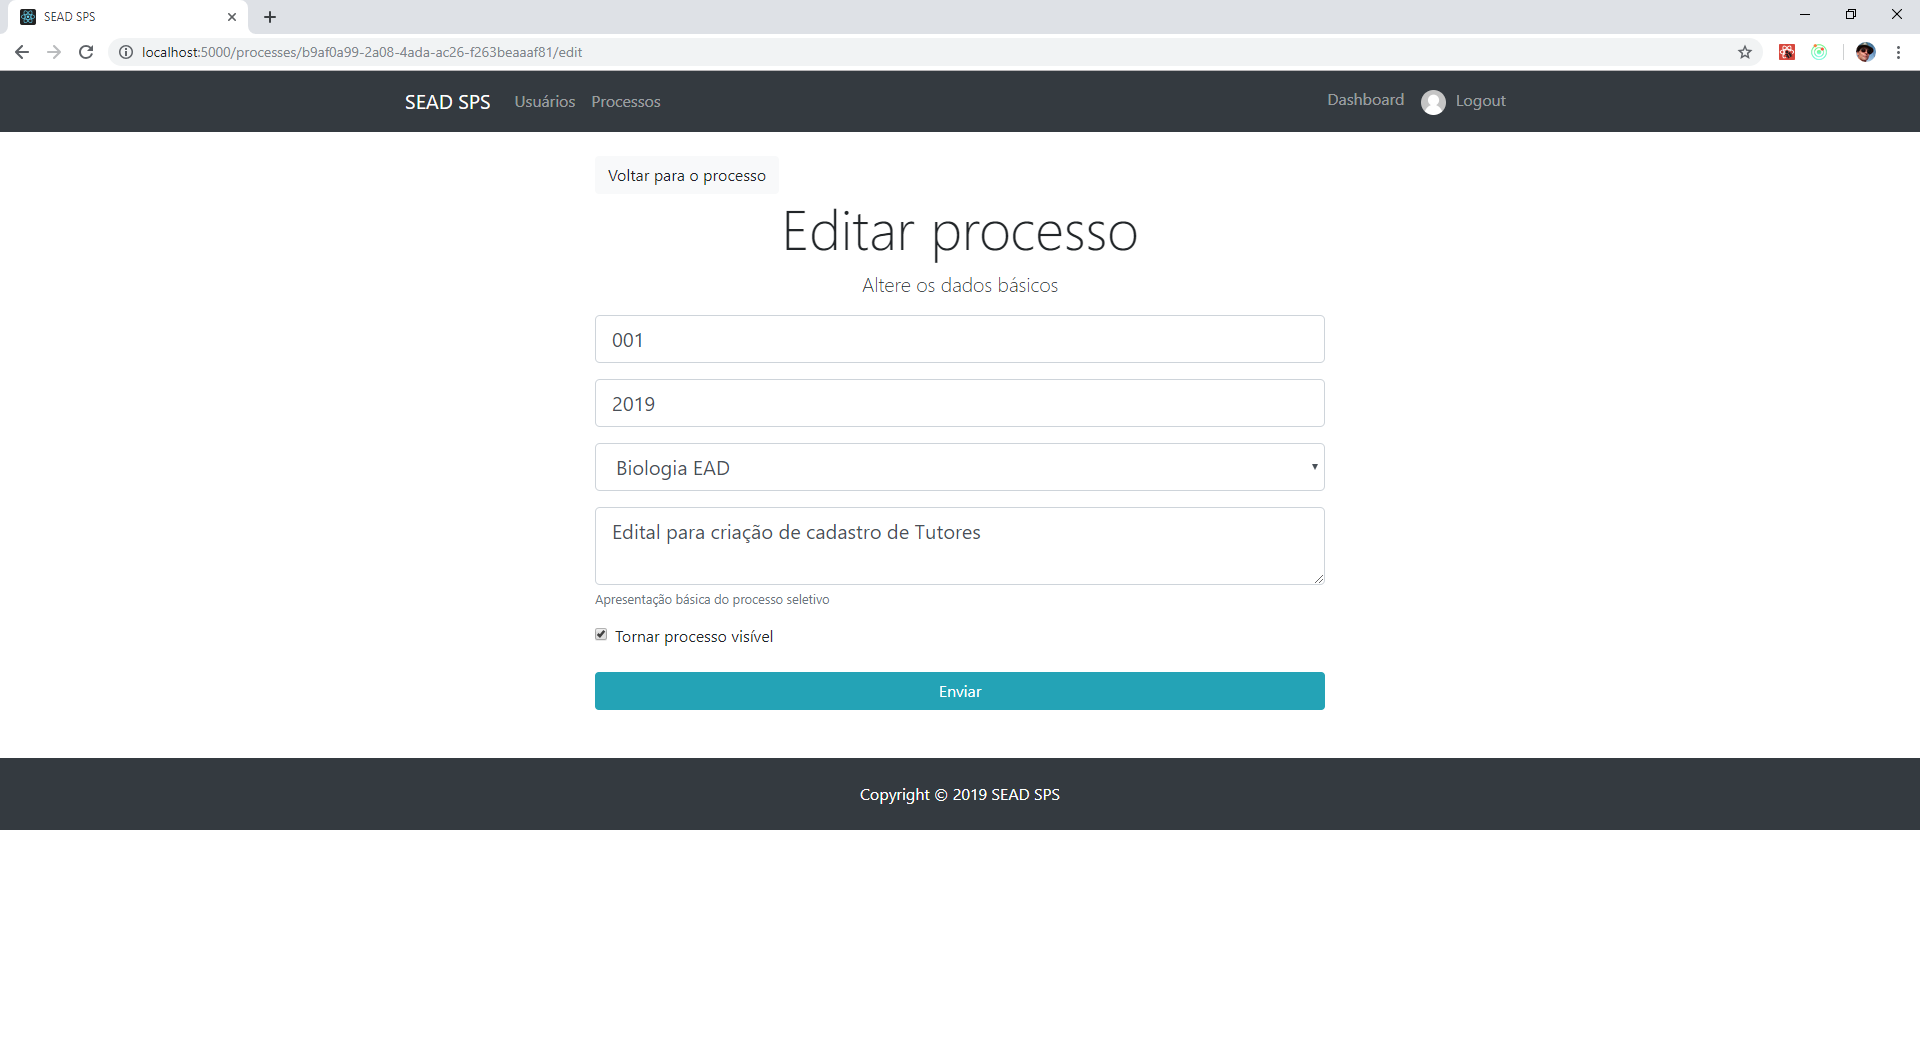 SEAD SPS
localhost:5000/processes/b9af0a99-2a08-4ada-ac26-f263beaaaf81/edit
SEAD SPS Usuários Processos Dashboard Logout
Voltar para o processo
Editar processo
Altere os dados básicos
001
2019
Biologia EAD
Edital para criação de cadastro de Tutores
Apresentação básica do processo seletivo
Tornar processo visível
Enviar
Copyright © 2019 SEAD SPS